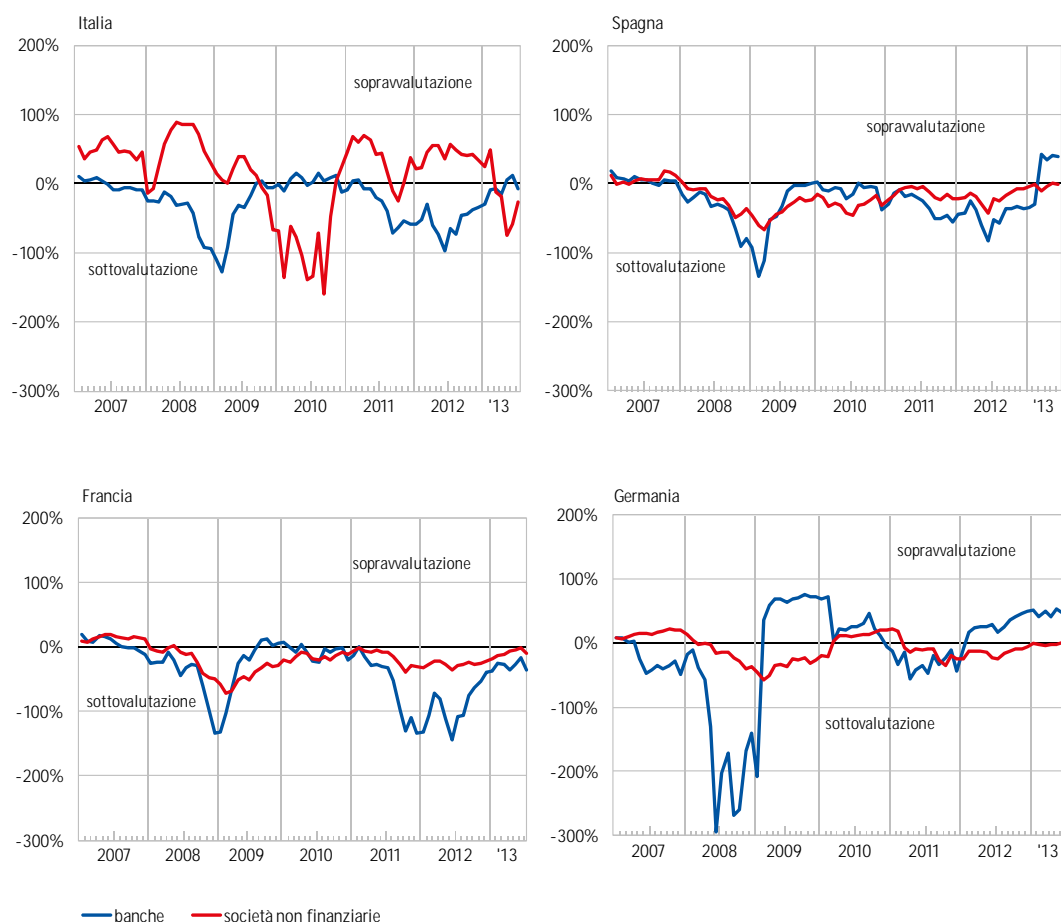 Italia
200%
100%
0%
-100%
-200%
-300%
sopravvalutazione
sottovalutazione
2007 2008 2009 2010 2011 2012 '13
Spagna
200%
100%
0%
-100%
-200%
-300%
sopravvalutazione
sottovalutazione
2007 2008 2009 2010 2011 2012 '13
Francia
200%
100%
0%
-100%
-200%
-300%
sopravvalutazione
sottovalutazione
2007 2008 2009 2010 2011 2012 '13
Germania
200%
100%
0%
-100%
-200%
-300%
sopravvalutazione
sottovalutazione
2007 2008 2009 2010 2011 2012 '13
banche società non finanziarie